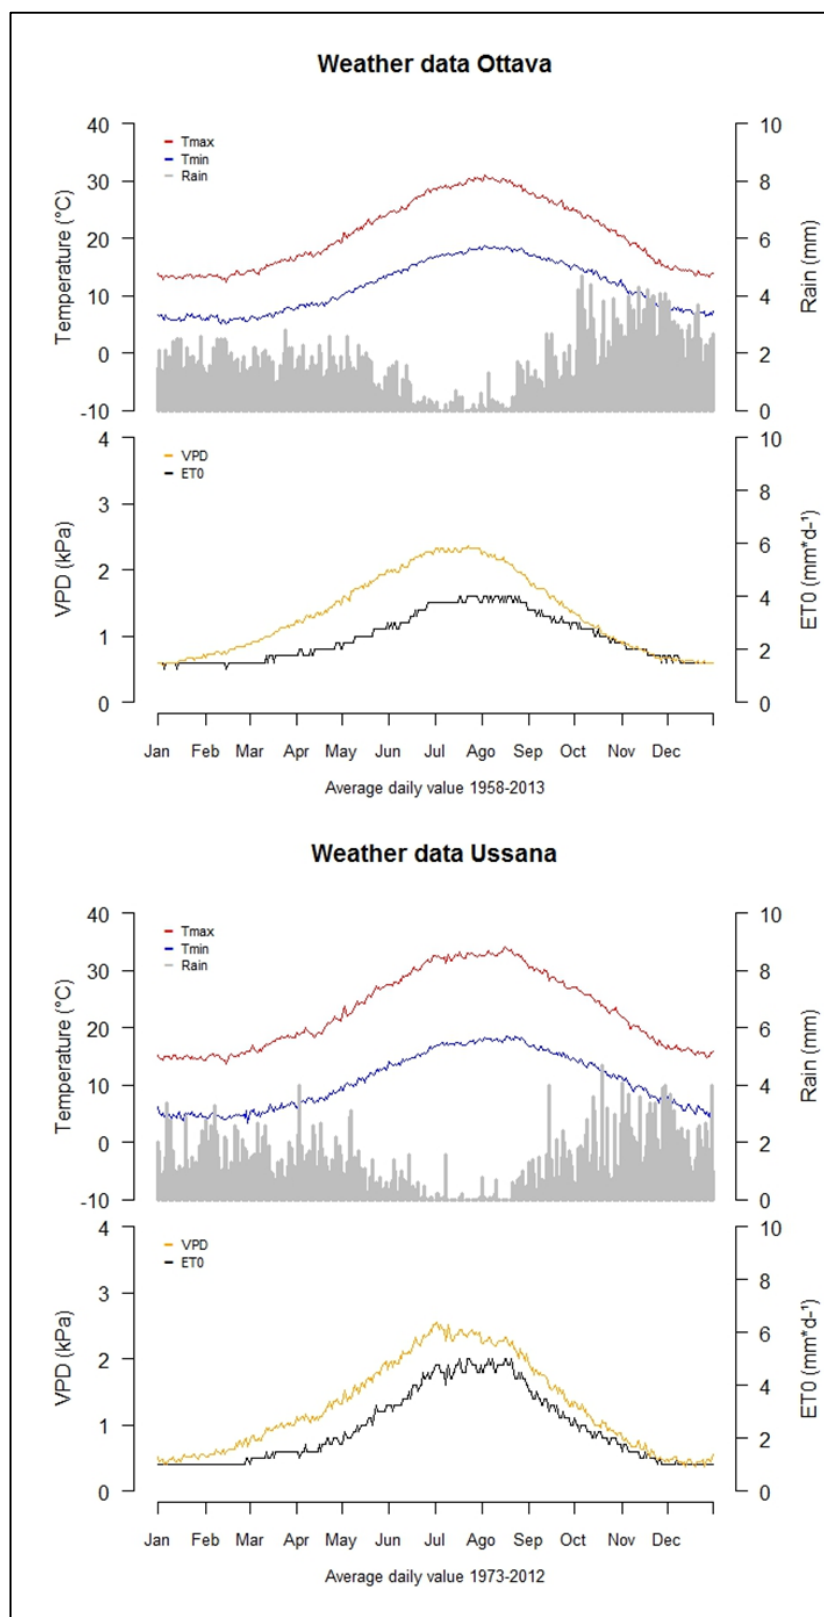 Weather data Ottava
40
30
20
10
0
-10
Temperature (°C)
Tmax
Tmin
Rain
10
8
6
4
2
0
Rain (mm)
4
3
2
1
0
VPD (kPa)
VPD
ET0
10
8
6
4
2
0
ET0 (mm*d-¹)
Jan Feb Mar Apr May Jun Jul Ago Sep Oct Nov Dec
Average daily value 1958-2013
Weather data Ussana
40
30
20
10
0
-10
Temperature (°C)
Tmax
Tmin
Rain
10
8
6
4
2
0
Rain (mm)
4
3
2
1
0
VPD (kPa)
VPD
ET0
10
8
6
4
2
0
ET0 (mm*d-¹)
Jan Feb Mar Apr May Jun Jul Ago Sep Oct Nov Dec
Average daily value 1973-2012